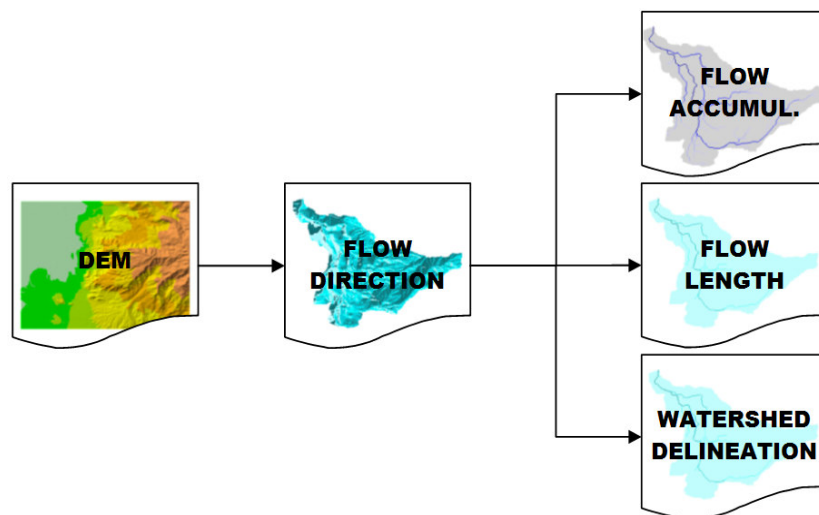 DEM
FLOW
DIRECTION
FLOW
ACCUMUL.
FLOW
LENGTH
WATERSHED
DELINEATION